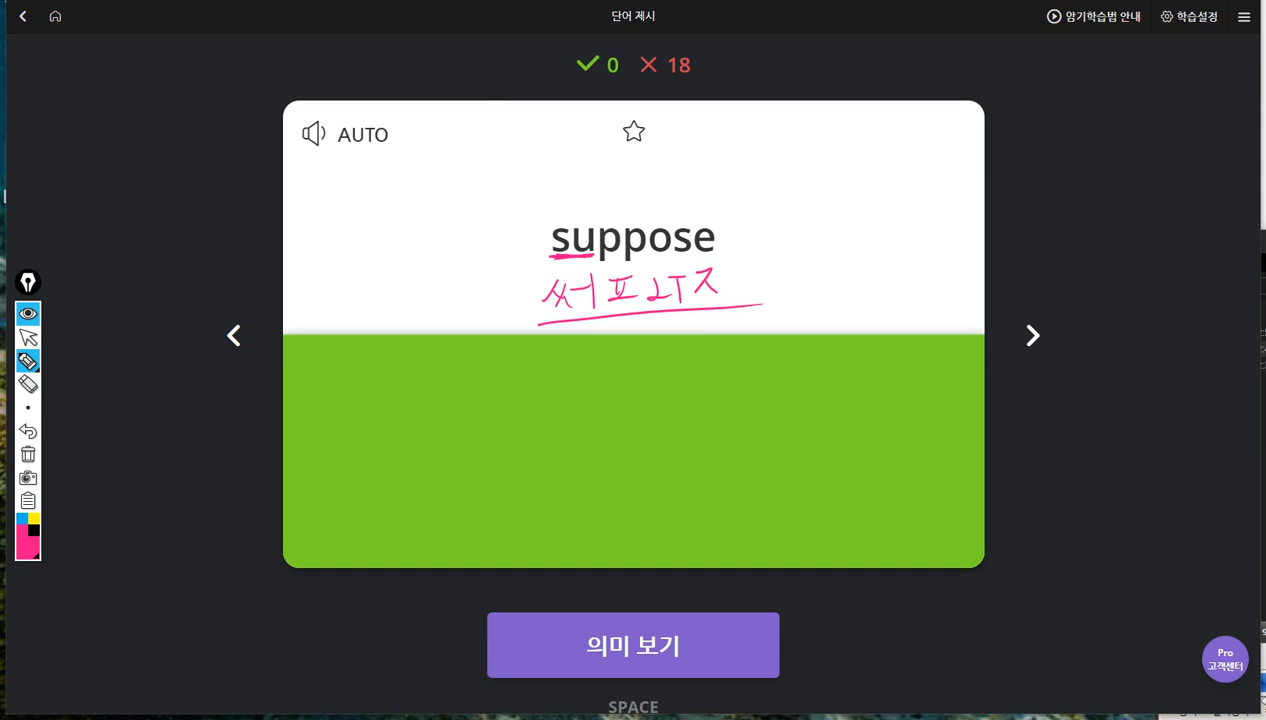 단어 제시
암기학습법 안내
학습설정
0
18
AUTO
suppose
써포우즈
의미 보기
SPACE
Pro
고객센터